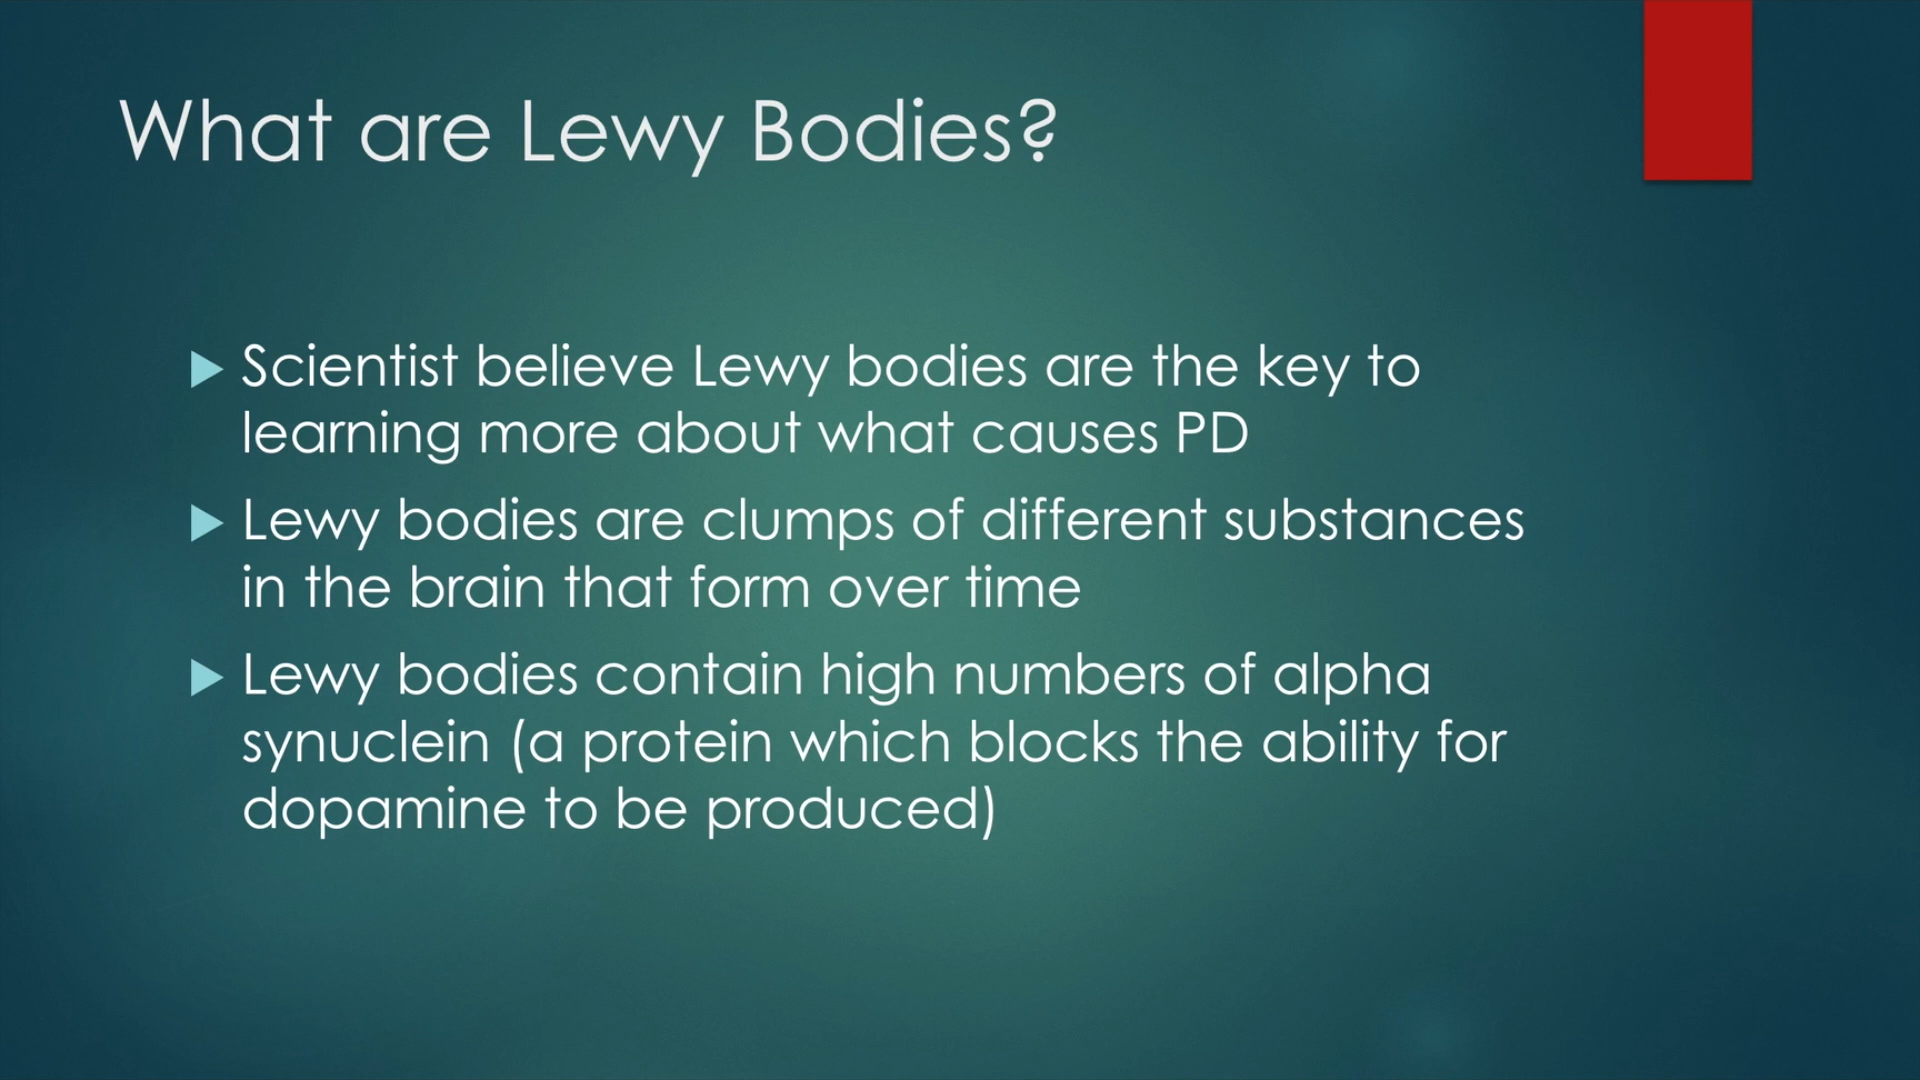 What are Lewy Bodies?
Scientist believe Lewy bodies are the key to
learning more about what causes PD
Lewy bodies are clumps of different substances
in the brain that form over time
Lewy bodies contain high numbers of alpha
synuclein (a protein which blocks the ability for
dopamine to be produced)